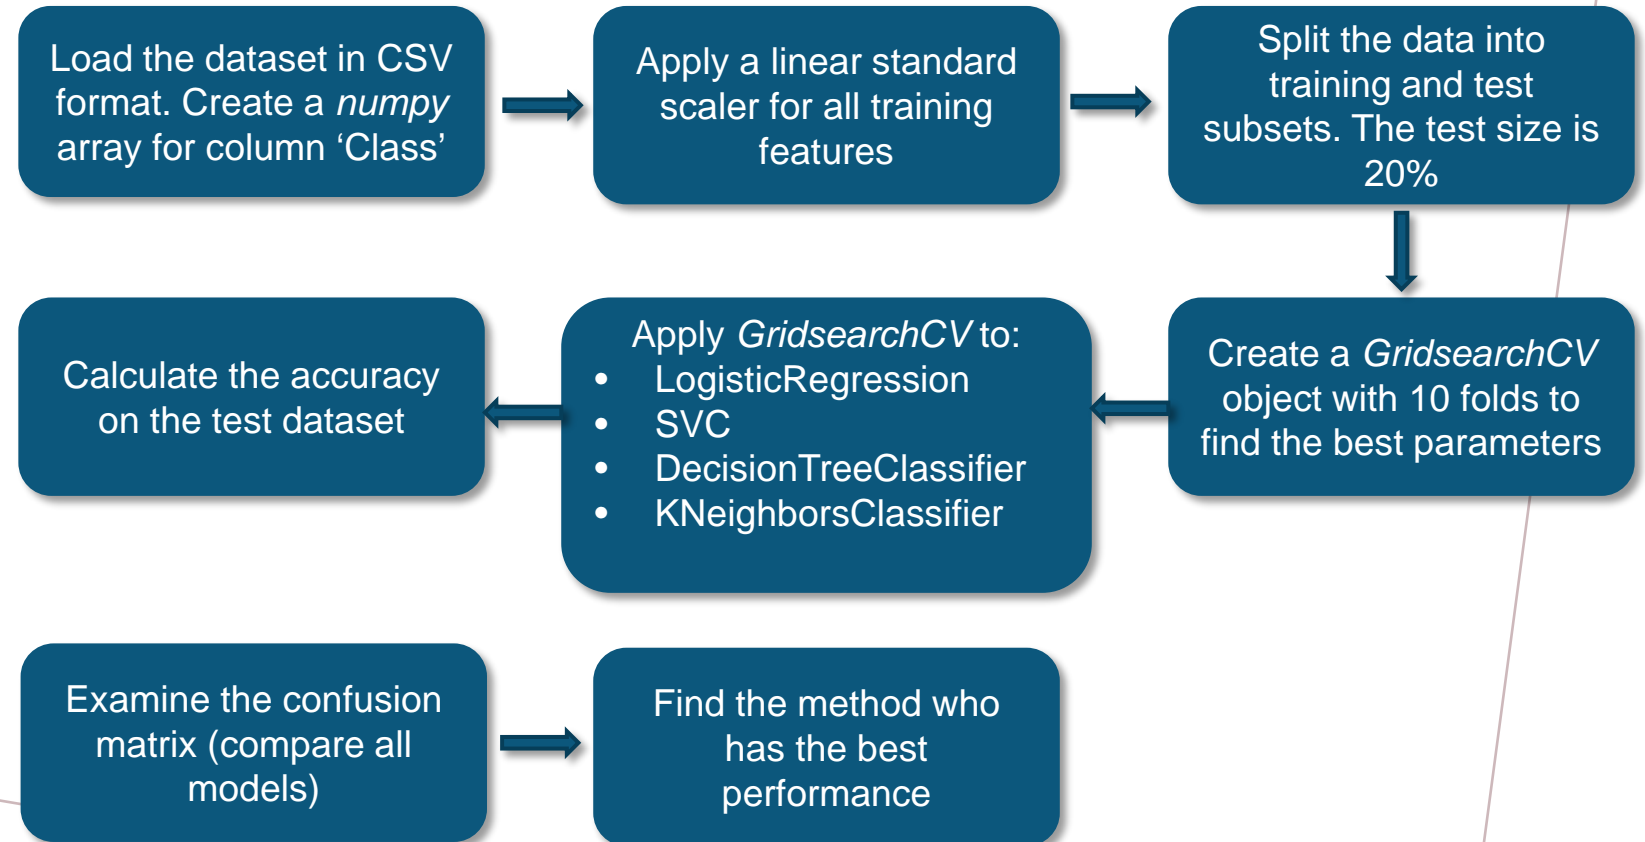 Load the dataset in CSV
format. Create a numpy
array for column ‘Class’
Apply a linear standard
scaler for all training
features
Split the data into
training and test
subsets. The test size is
20%
Create a GridsearchCV
object with 10 folds to
find the best parameters
Apply GridsearchCV to:
• LogisticRegression
• SVC
• DecisionTreeClassifier
• KNeighborsClassifier
Calculate the accuracy
on the test dataset
Examine the confusion
matrix (compare all
models)
Find the method who
has the best
performance